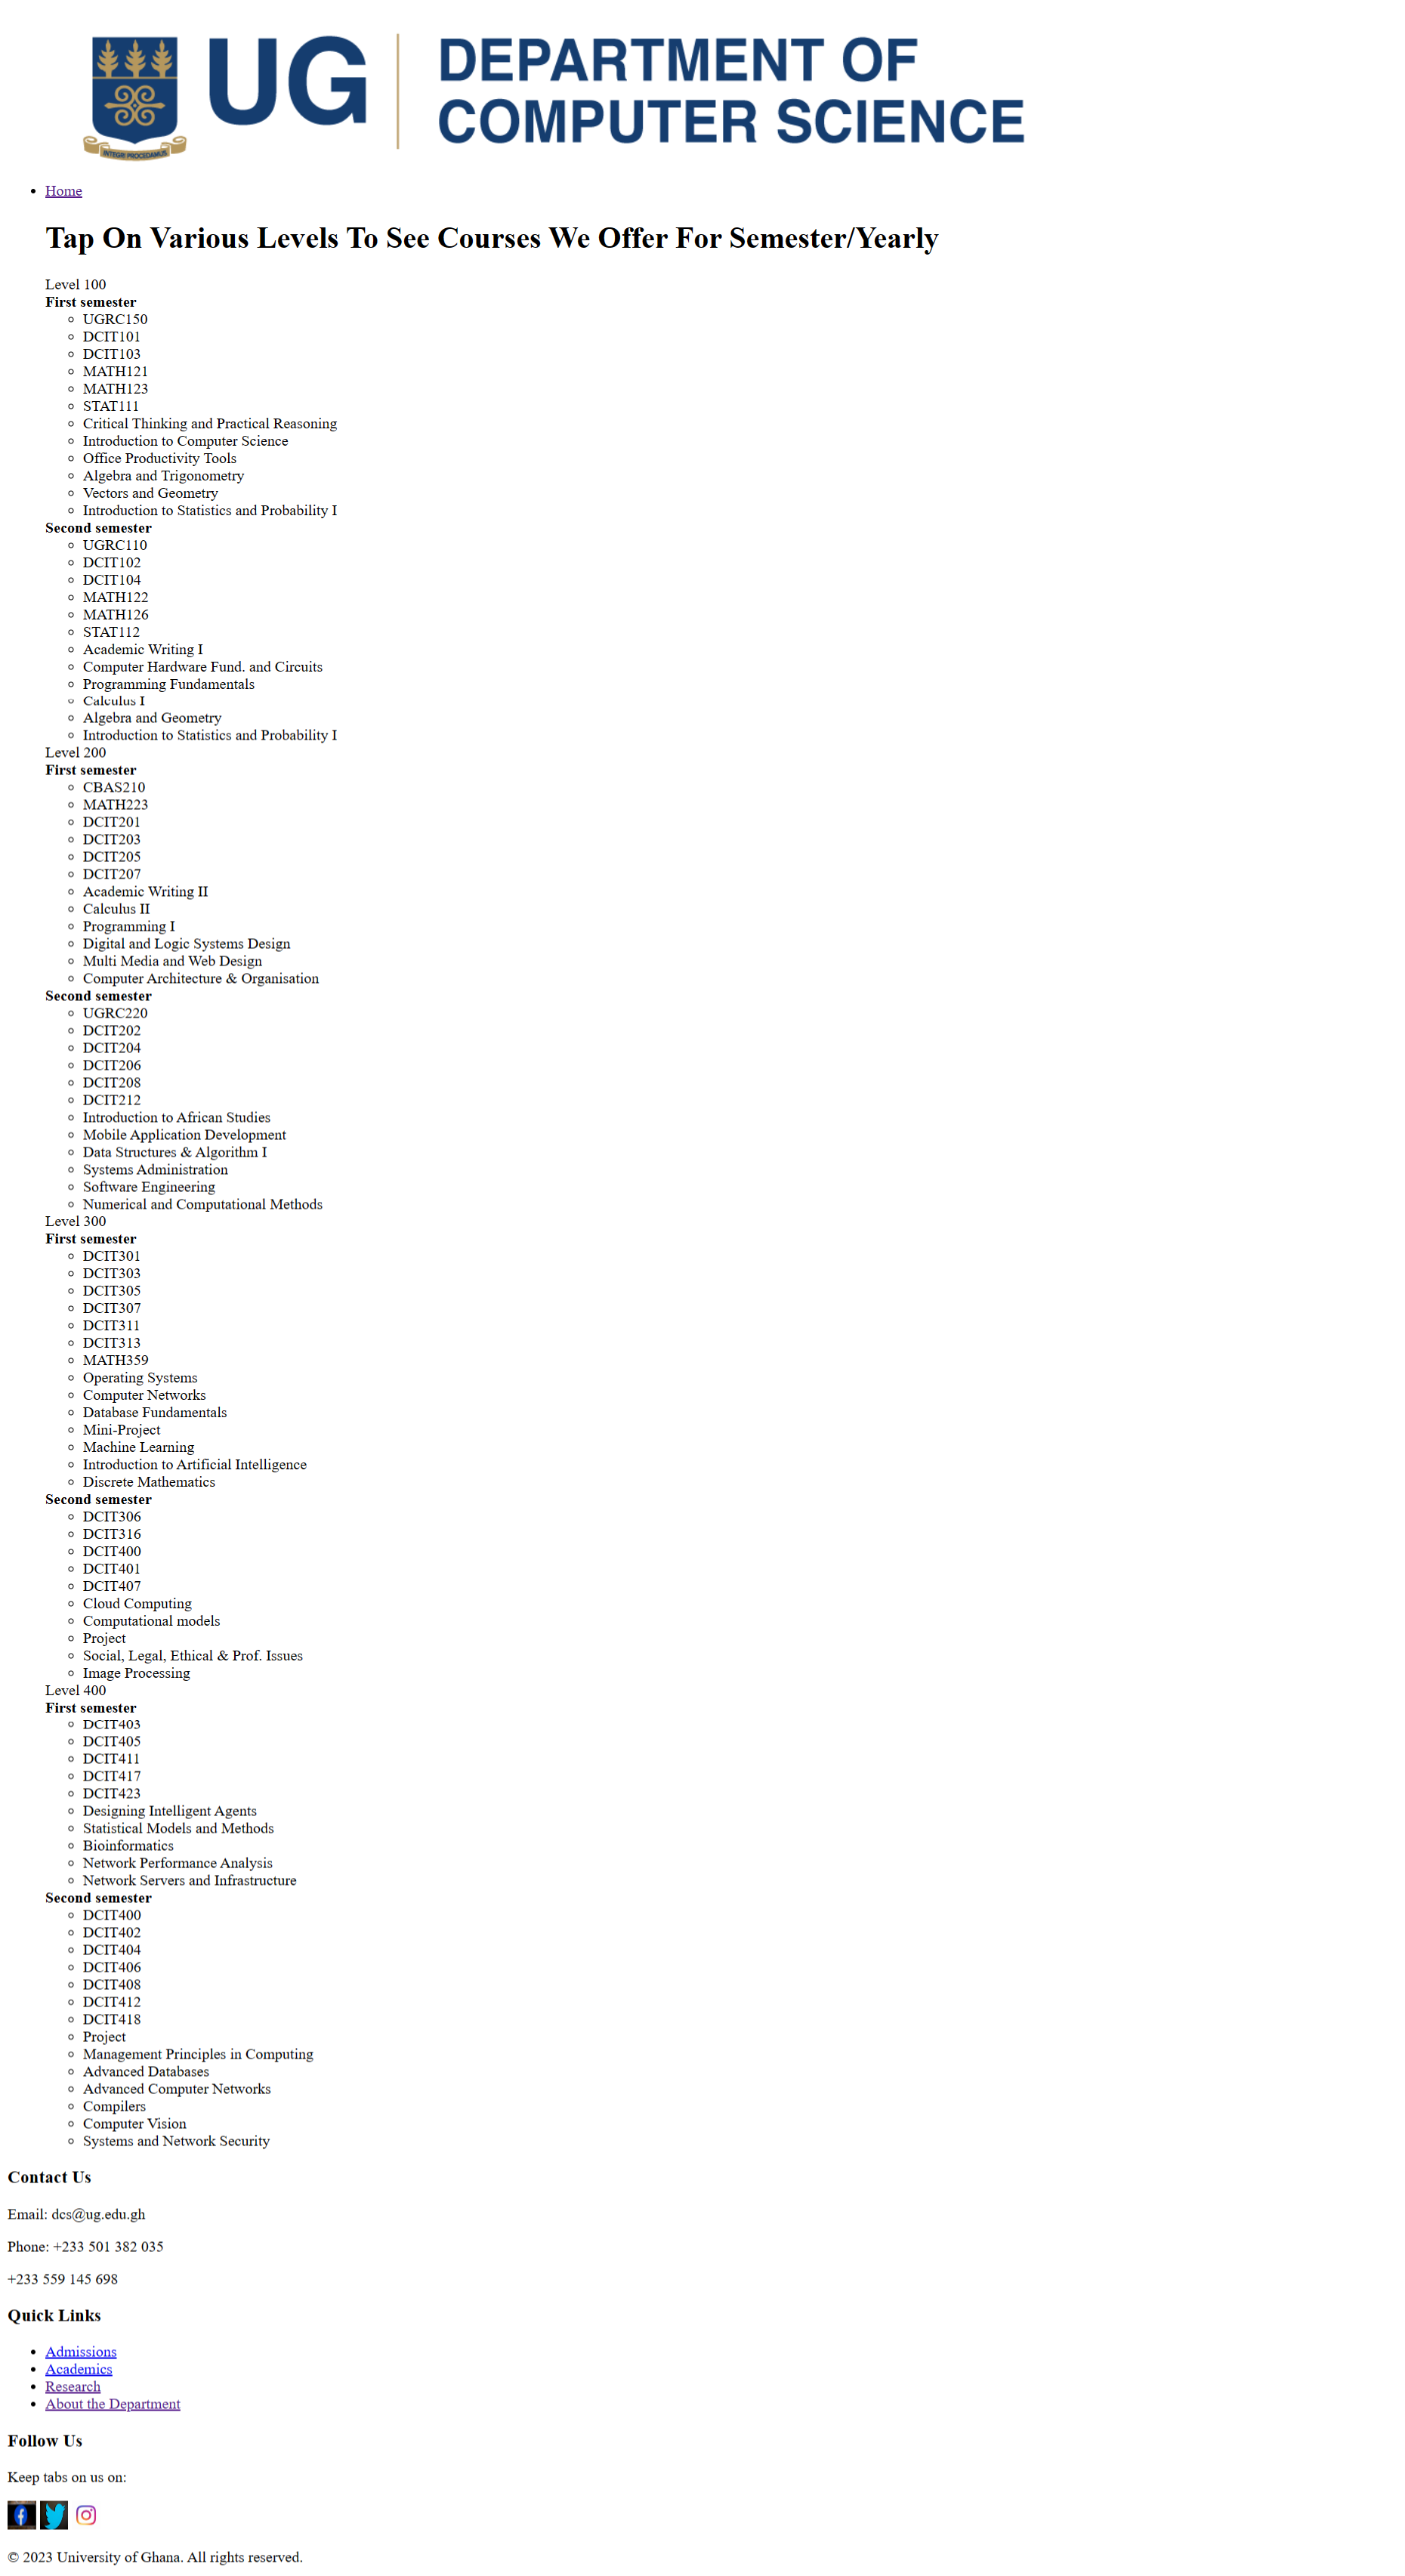 UG
DEPARTMENT OF
COMPUTER SCIENCE
INTEGRI PROCEDAMUS
Home
Tap On Various Levels To See Courses We Offer For Semester/Yearly
Level 100
First semester
UGRC150
DCIT101
DCIT103
MATH121
MATH123
STAT111
Critical Thinking and Practical Reasoning
Introduction to Computer Science
Office Productivity Tools
Algebra and Trigonometry
Vectors and Geometry
Introduction to Statistics and Probability I
Second semester
UGRC110
DCIT102
DCIT104
MATH122
MATH126
STAT112
Academic Writing I
Computer Hardware Fund. and Circuits
Programming Fundamentals
Calculus I
Algebra and Geometry
Introduction to Statistics and Probability I
Level 200
First semester
CBAS210
MATH223
DCIT201
DCIT203
DCIT205
DCIT207
Academic Writing II
Calculus II
Programming I
Digital and Logic Systems Design
Multi Media and Web Design
Computer Architecture & Organisation
Second semester
UGRC220
DCIT202
DCIT204
DCIT206
DCIT208
DCIT212
Introduction to African Studies
Mobile Application Development
Data Structures & Algorithm I
Systems Administration
Software Engineering
Numerical and Computational Methods
Level 300
First semester
DCIT301
DCIT303
DCIT305
DCIT307
DCIT311
DCIT313
MATH359
Operating Systems
Computer Networks
Database Fundamentals
Mini-Project
Machine Learning
Introduction to Artificial Intelligence
Discrete Mathematics
Second semester
DCIT306
DCIT316
DCIT400
DCIT401
DCIT407
Cloud Computing
Computational models
Project
Social, Legal, Ethical & Prof. Issues
Image Processing
Level 400
First semester
DCIT403
DCIT405
DCIT411
DCIT417
DCIT423
Designing Intelligent Agents
Statistical Models and Methods
Bioinformatics
Network Performance Analysis
Network Servers and Infrastructure
Second semester
DCIT400
DCIT402
DCIT404
DCIT406
DCIT408
DCIT412
DCIT418
Project
Management Principles in Computing
Advanced Databases
Advanced Computer Networks
Compilers
Computer Vision
Systems and Network Security
Contact Us
Email: dcs@ug.edu.gh
Phone: +233 501 382 035
+233 559 145 698
Quick Links
Admissions
Academics
Research
About the Department
Follow Us
Keep tabs on us on:
© 2023 University of Ghana. All rights reserved.